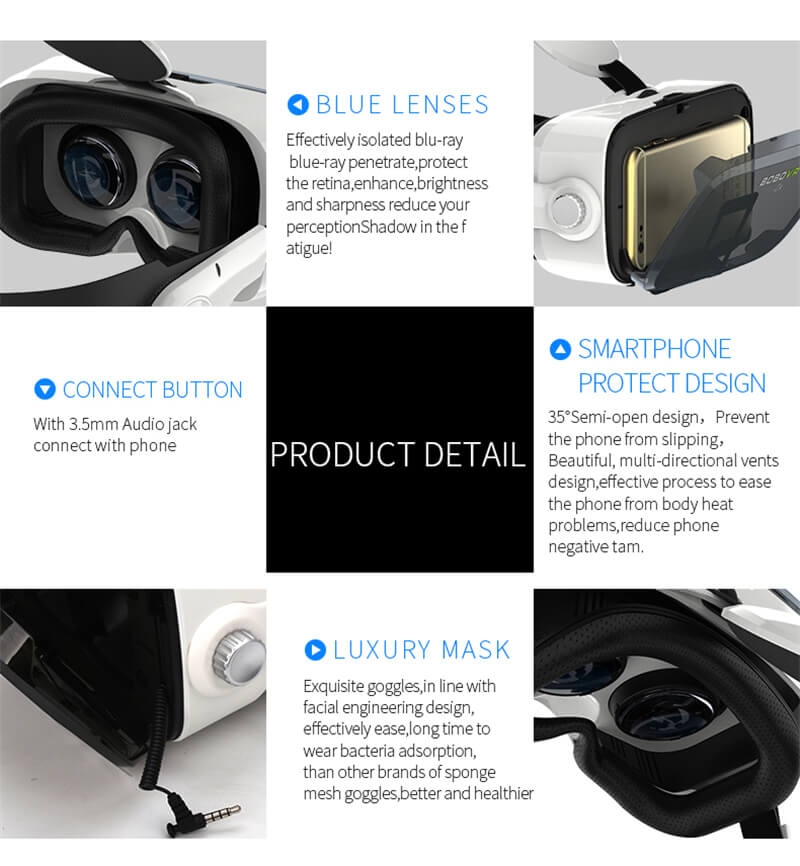 BLUE LENSES
Effectively isolated blu-ray
blue-ray penetrate,protect
the retina,enhance,brightness
and sharpness reduce your
perceptionShadow in the f
atigue!
BOBOVR
CONNECT BUTTON
With 3.5mm Audio jack
connect with phone
PRODUCT DETAIL
SMARTPHONE
PROTECT DESIGN
35°Semi-open design，Prevent
the phone from slipping，
Beautiful, multi-directional vents
design,effective process to ease
the phone from body heat
problems,reduce phone
negative tam.
LUXURY MASK
Exquisite goggles,in line with
facial engineering design,
effectively ease,long time to
wear bacteria adsorption,
than other brands of sponge
mesh goggles,better and healthier